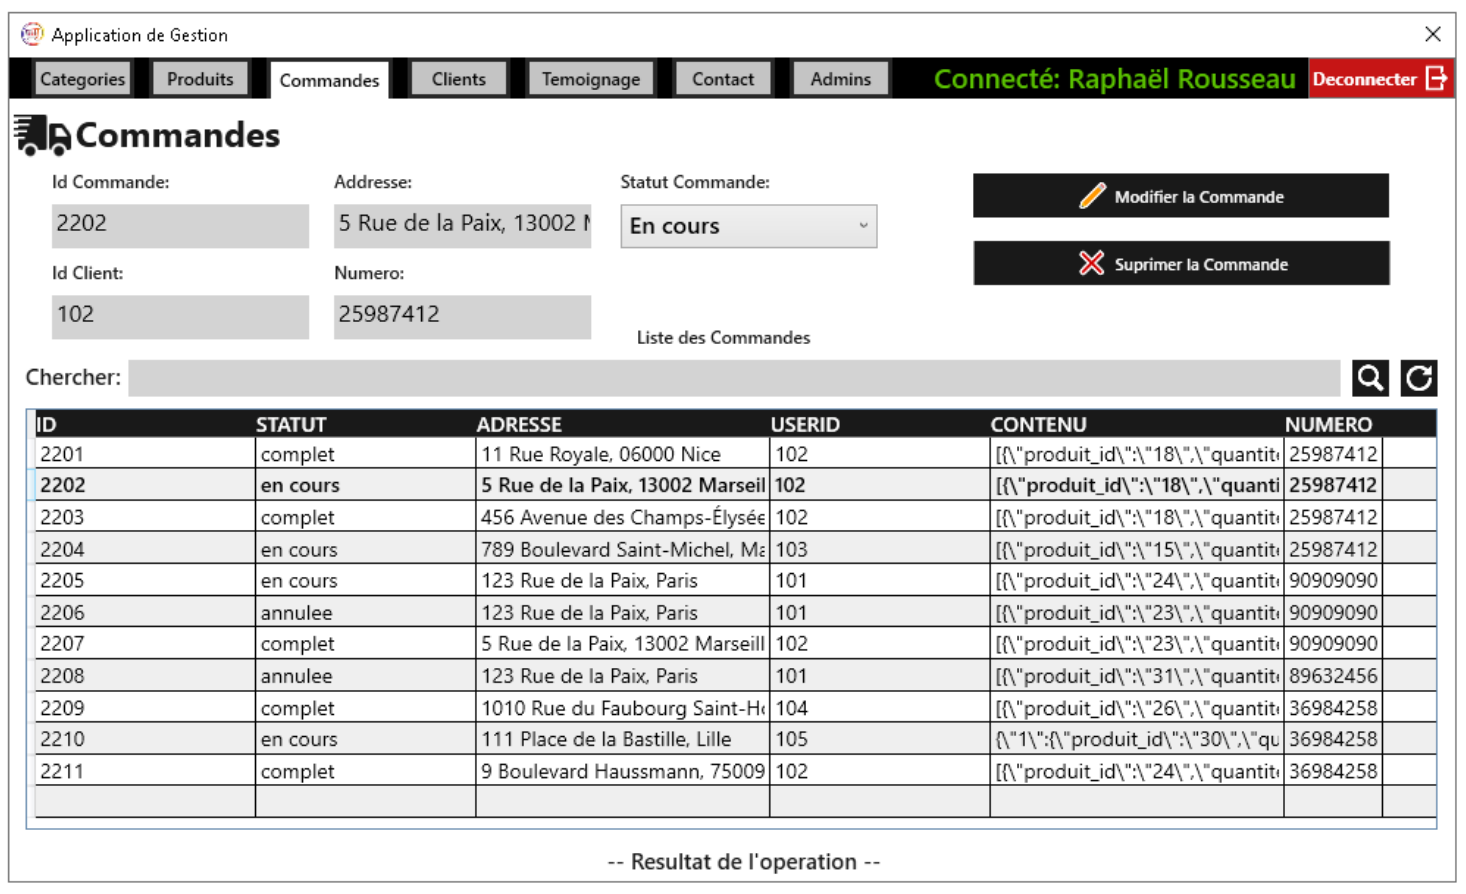 Application de Gestion
Categories Produits Commandes Clients Temoignage Contact Admins Connecté: Raphaël Rousseau Deconnecter
Commandes
Id Commande: Addresse: Statut Commande:
2202 5 Rue de la Paix, 13002 En cours Modifier la Commande
Suprimer la Commande
Id Client: Numero:
102 25987412
Liste des Commandes
Chercher:
ID STATUT ADRESSE USERID CONTENU NUMERO
2201 complet 11 Rue Royale, 06000 Nice 102 [{\"produit_id\":\"18\",\"quantit 25987412
2202 en cours 5 Rue de la Paix, 13002 Marseil 102 [{\"produit_id\":\"18\",\"quanti 25987412
2203 complet 456 Avenue des Champs-Élysée 102 [{\"produit_id\":\"18\",\"quantit 25987412
2204 en cours 789 Boulevard Saint-Michel, Ma 103 [{\"produit_id\":\"15\",\"quantit 25987412
2205 en cours 123 Rue de la Paix, Paris 101 [{\"produit_id\":\"24\",\"quantit 90909090
2206 annulee 123 Rue de la Paix, Paris 101 [{\"produit_id\":\"23\",\"quantit 90909090
2207 complet 5 Rue de la Paix, 13002 Marseill 102 [{\"produit_id\":\"23\",\"quantit 90909090
2208 annulee 123 Rue de la Paix, Paris 101 [{\"produit_id\":\"31\",\"quantit 89632456
2209 complet 1010 Rue du Faubourg Saint-Ho 104 [{\"produit_id\":\"26\",\"quantit 36984258
2210 en cours 111 Place de la Bastille, Lille 105 {\"1\":{\"produit_id\":\"30\",\"qu 36984258
2211 complet 9 Boulevard Haussmann, 75009 102 [{\"produit_id\":\"24\",\"quantit 36984258
-- Resultat de l'operation --